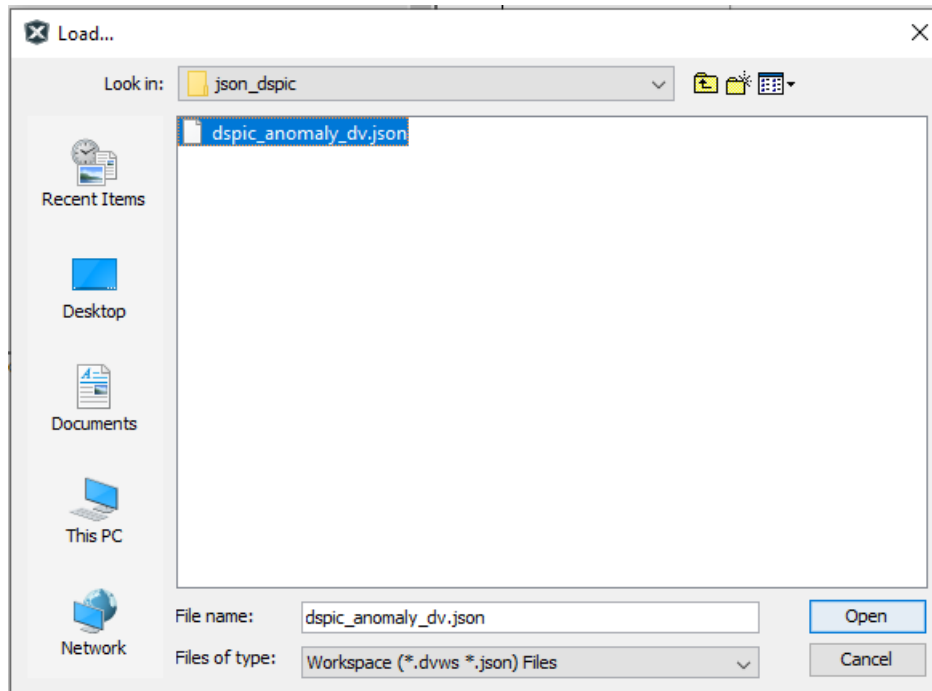 Load...
Look in: json_dspic
dspic_anomaly_dv.json
Recent Items
Desktop
Documents
This PC
Network
File name: dspic_anomaly_dv.json Open
Files of type: Workspace (*.dvws *.json) Files Cancel